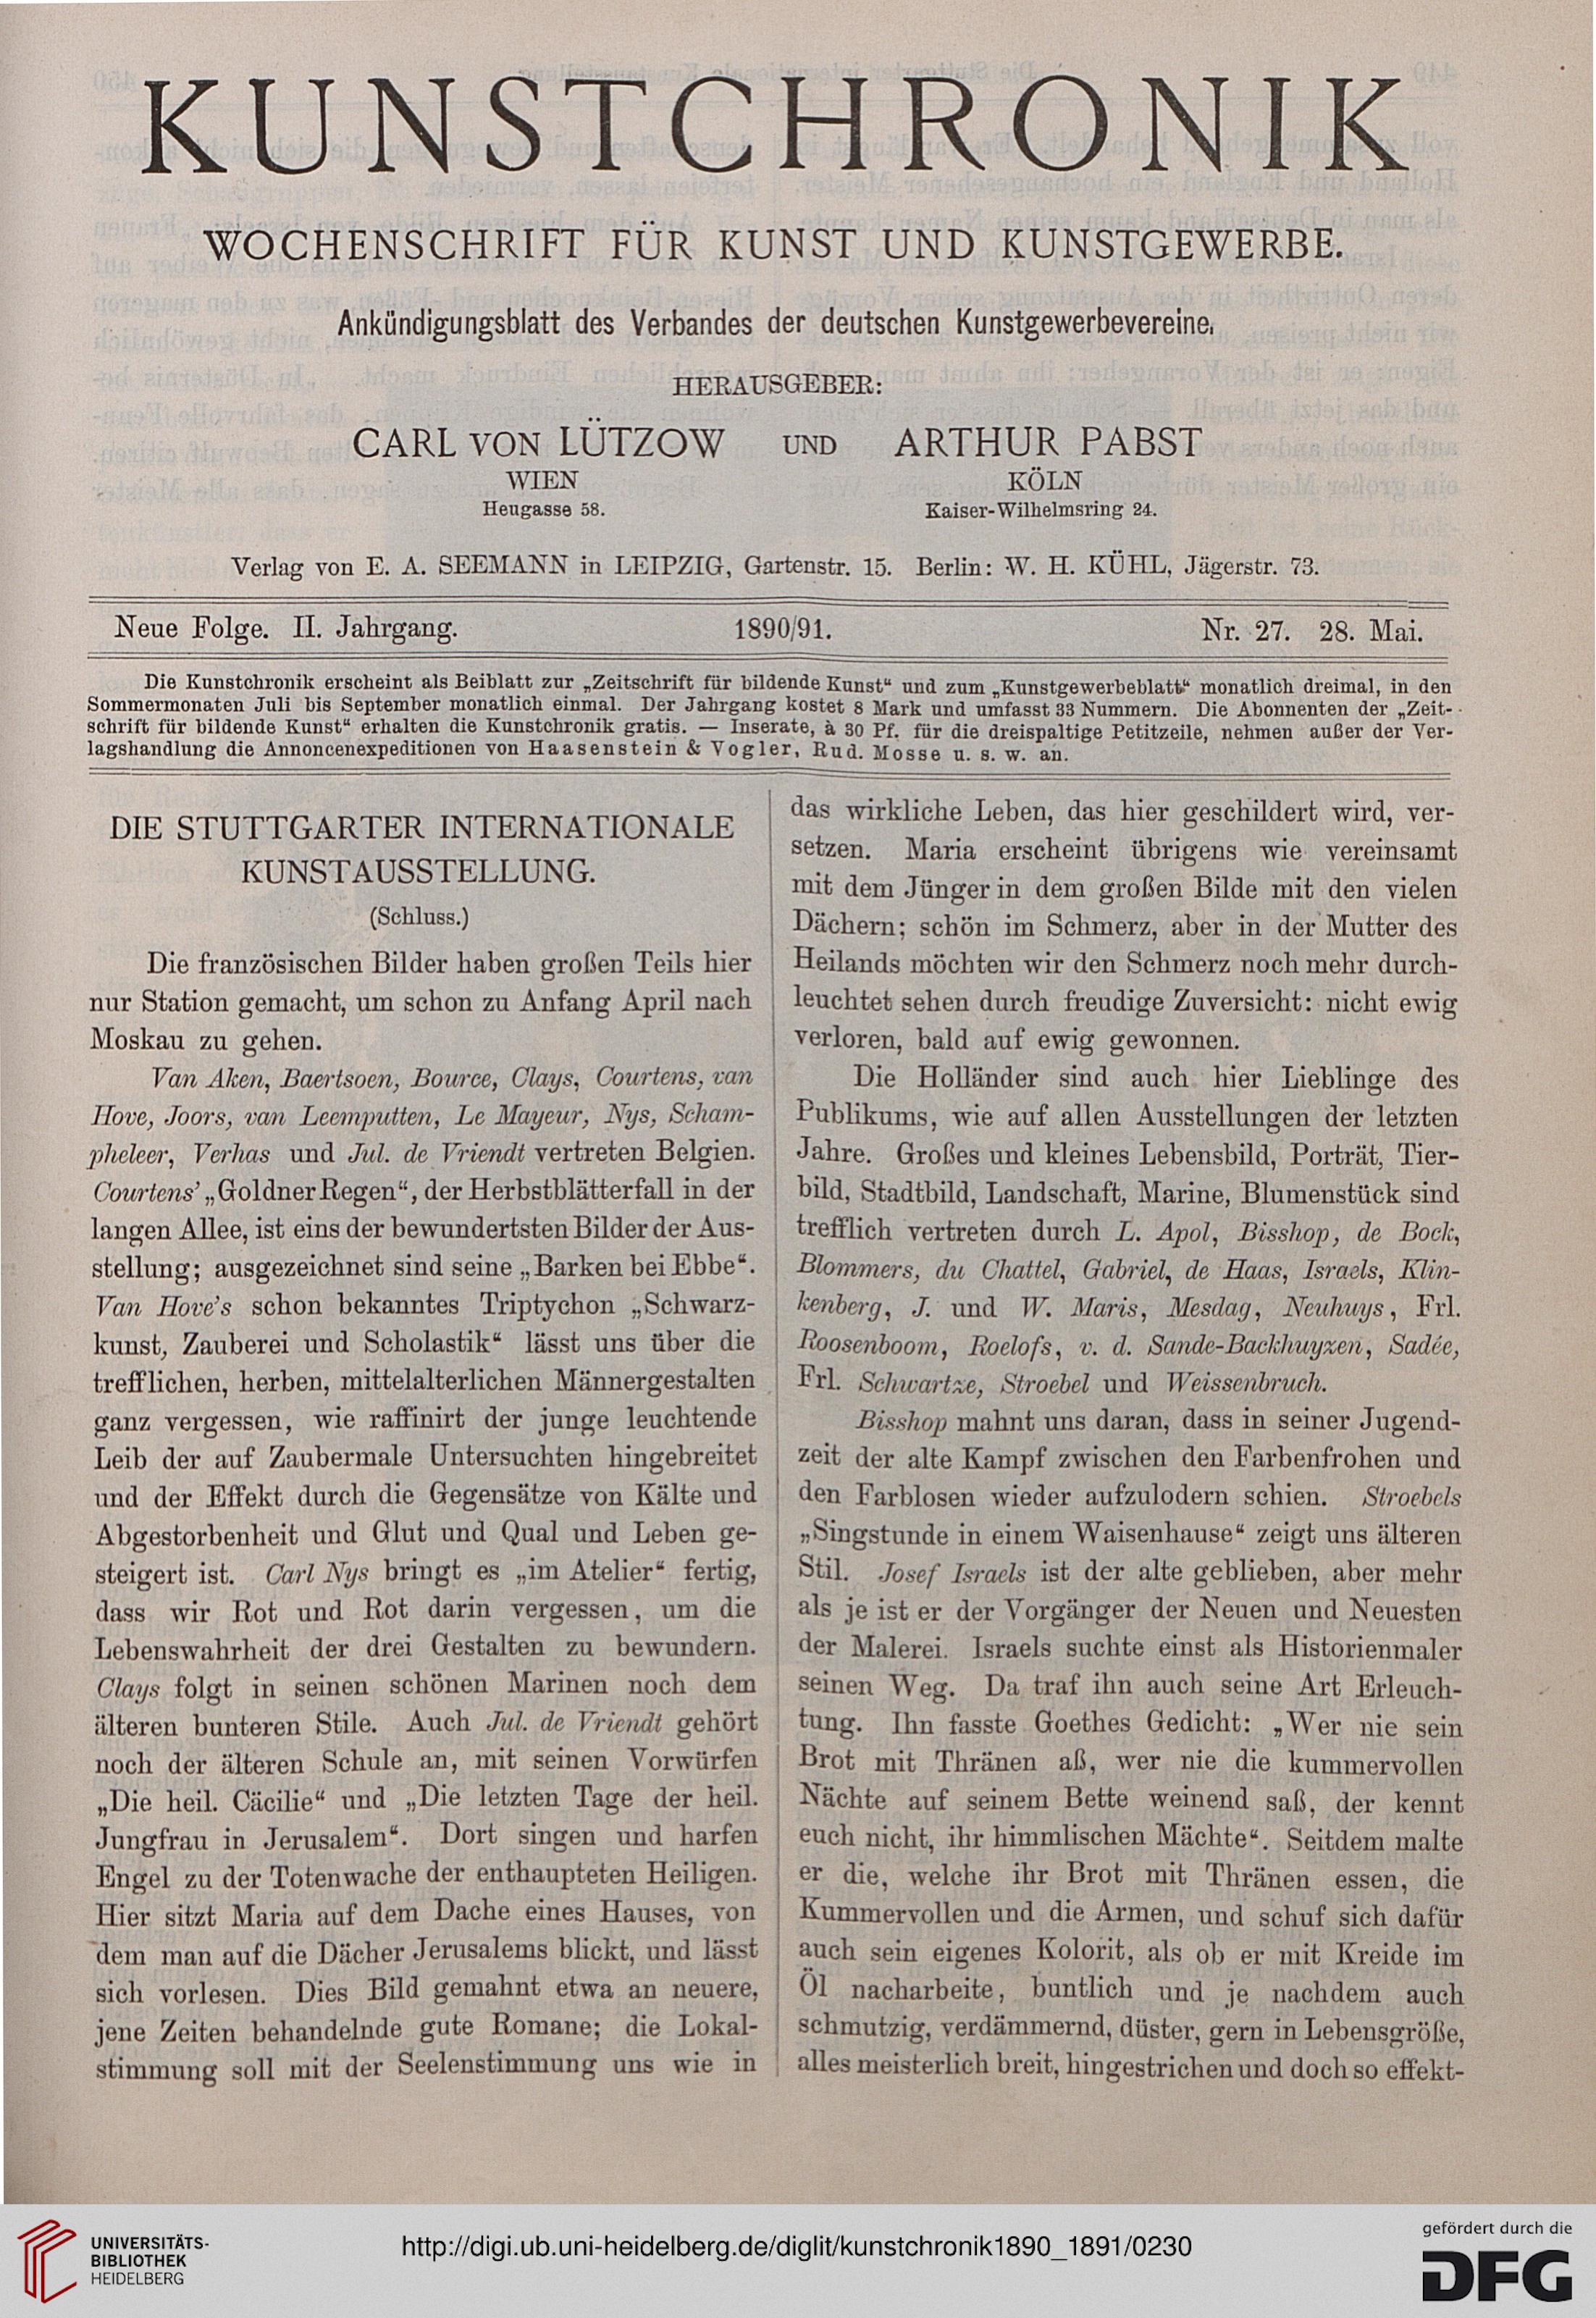 KUNSTCHRONIK
WOCHENSCHRIFT FÜR KUNST UND KUNSTGEWERBE.
Ankündigungsblatt des Verbandes der deutschen Kunstgewerbevereine.
HERAUSGEBER:
CARL VON LÜTZOW UND ARTHUR PABST
WIEN KÖLN
Heugasse 58. Kaiser-Wilhelmsring 24.
Verlag von E. A. SEEMANN in LEIPZIG, Gartenstr. 15. Berlin: W. H. KÜHL, Jägerstr. 73.
Neue Folge. II. Jahrgang. 1890/91. Nr. 27. 28. Mai.
Die Kunstchronik erscheint als Beiblatt zur „Zeitschrift für bildende Kunst“ und zum „Kunstgewerbeblatt“ monatlich dreimal, in den
Sommermonaten Juli bis September monatlich einmal. Der Jahrgang kostet 8 Mark und umfasst 33 Nummern. Die Abonnenten der „Zeit-
schrift für bildende Kunst“ erhalten die Kunstchronik gratis. — Inserate, à 30 Pf. für die dreispaltige Petitzeile, nehmen außer der Ver-
lagshandlung die Annoncenexpeditionen von Haasenstein & Vogler, Rud. Mosse u. s. w. an.
DIE STUTTGARTER INTERNATIONALE
KUNSTAUSSTELLUNG.
(Schluss.)
Die französischen Bilder haben großen Teils hier
nur Station gemacht, um schon zu Anfang April nach
Moskau zu gehen.
Van Aken, Baertsoen, Bource, Clays, Courtens, van
Hove, Joors, van Leemputten, Le Mayeur, Nys, Scham-
pheleer, Verhas und Jul. de Vriendt vertreten Belgien.
Courtens’ „Goldner Regen“, der Herbstblätterfall in der
langen Allee, ist eins der bewundertsten Bilder der Aus-
stellung; ausgezeichnet sind seine „Barken bei Ebbe“.
Van Hove’s schon bekanntes Triptychon „Schwarz-
kunst, Zauberei und Scholastik“ lässt uns über die
trefflichen, herben, mittelalterlichen Männergestalten
ganz vergessen, wie raffinirt der junge leuchtende
Leib der auf Zaubermale Untersuchten hingebreitet
und der Effekt durch die Gegensätze von Kälte und
Abgestorbenheit und Glut und Qual und Leben ge-
steigert ist. Carl Nys bringt es „im Atelier“ fertig,
dass wir Rot und Rot darin vergessen, um die
Lebenswahrheit der drei Gestalten zu bewundern.
Clays folgt in seinen schönen Marinen noch dem
älteren bunteren Stile. Auch Jul. de Vriendt gehört
noch der älteren Schule an, mit seinen Vorwürfen
„Die heil. Cäcilie“ und „Die letzten Tage der heil.
Jungfrau in Jerusalem“. Dort singen und harfen
Engel zu der Totenwache der enthaupteten Heiligen.
Hier sitzt Maria auf dem Dache eines Hauses, von
dem man auf die Dächer Jerusalems blickt, und lässt
sich vorlesen. Dies Bild gemahnt etwa an neuere,
jene Zeiten behandelnde gute Romane; die Lokal-
stimmung soll mit der Seelenstimmung uns wie in
das wirkliche Leben, das hier geschildert wird, ver-
setzen. Maria erscheint übrigens wie vereinsamt
mit dem Jünger in dem großen Bilde mit den vielen
Dächern; schön im Schmerz, aber in der Mutter des
Heilands möchten wir den Schmerz noch mehr durch-
leuchtet sehen durch freudige Zuversicht: nicht ewig
verloren, bald auf ewig gewonnen.
Die Holländer sind auch hier Lieblinge des
Publikums, wie auf allen Ausstellungen der letzten
Jahre. Großes und kleines Lebensbild, Porträt, Tier-
bild, Stadtbild, Landschaft, Marine, Blumenstück sind
trefflich vertreten durch L. Apol, Bisshop, de Bock,
Blommers, du Chattel, Gabriel, de Haas, Israels, Klin-
kenberg, J. und W. Maris, Mesdag, Neuhuys, Frl.
Roosenboom, Roelofs, v. d. Sande-Backhuyzen, Sadée,
Frl. Schwartze, Stroebel und Weissenbruch.
Bisshop mahnt uns daran, dass in seiner Jugend-
zeit der alte Kampf zwischen den Farbenfrohen und
den Farblosen wieder aufzulodern schien. Stroebels
„Singstunde in einem Waisenhause“ zeigt uns älteren
Stil. Josef Israels ist der alte geblieben, aber mehr
als je ist er der Vorgänger der Neuen und Neuesten
der Malerei. Israels suchte einst als Historienmaler
seinen Weg. Da traf ihn auch seine Art Erleuch-
tung. Ihn fasste Goethes Gedicht: „Wer nie sein
Brot mit Thränen aß, wer nie die kummervollen
Nächte auf seinem Bette weinend saß, der kennt
euch nicht, ihr himmlischen Mächte“. Seitdem malte
er die, welche ihr Brot mit Thränen essen, die
Kummervollen und die Armen, und schuf sich dafür
auch sein eigenes Kolorit, als ob er mit Kreide im
Öl nacharbeite, buntlich und je nachdem auch
schmutzig, verdämmernd, düster, gern in Lebensgröße,
alles meisterlich breit, hingestrichen und doch so effekt-
UNIVERSITÄTS-
BIBLIOTHEK
HEIDELBERG
http://digi.ub.uni-heidelberg.de/diglit/kunstchronik1890_1891/0230
gefördert durch die
DFG